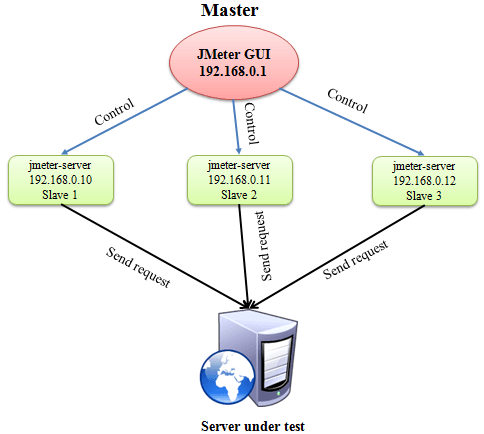 Master
JMeter GUI
192.168.0.1
Control
Control
Control
jmeter-server
192.168.0.10
Slave 1
jmeter-server
192.168.0.11
Slave 2
jmeter-server
192.168.0.12
Slave 3
Send request
Send request
Send request
Server under test